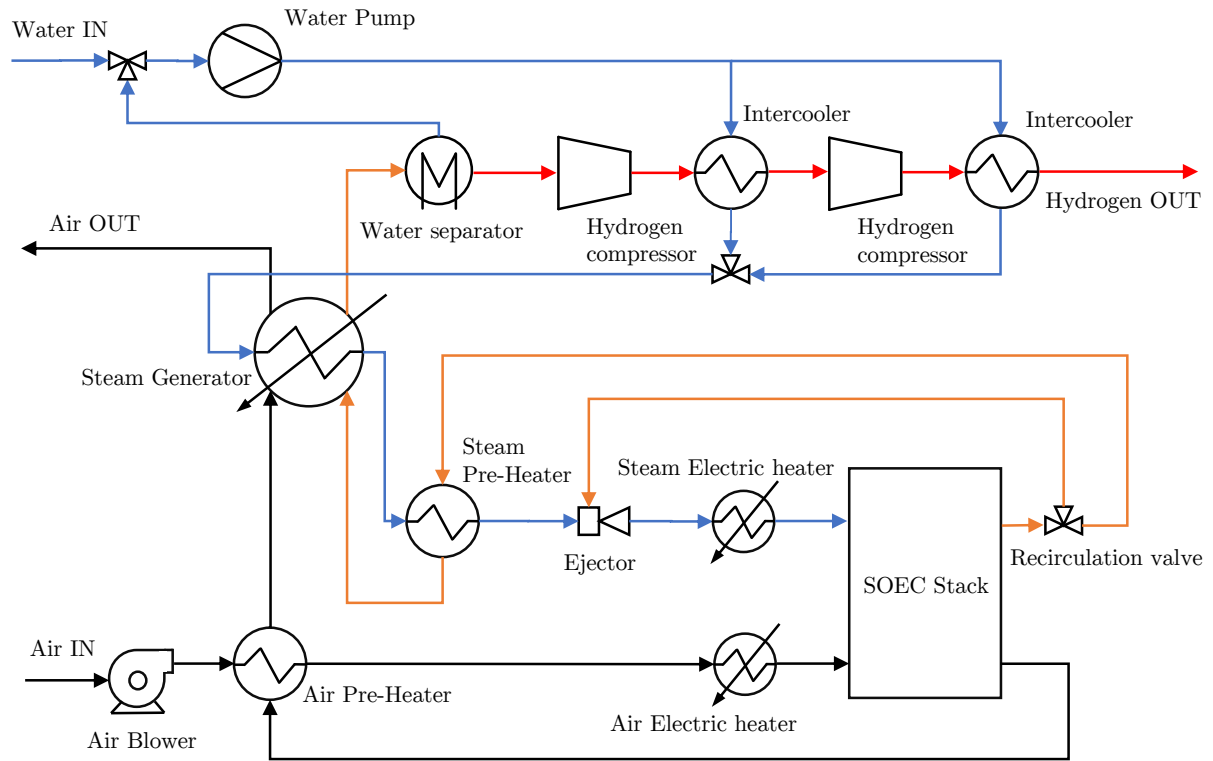 Water Pump
Water IN
Intercooler
Intercooler
Hydrogen OUT
Air OUT
Water separator
Hydrogen
compressor
Hydrogen
compressor
Steam Generator
Steam
Pre-Heater
Steam Electric heater
Ejector
Recirculation valve
SOEC Stack
Air IN
Air Pre-Heater
Air Electric heater
Air Blower